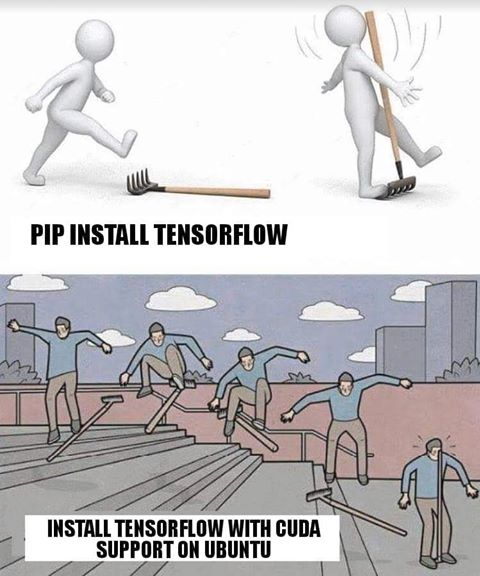 PIP INSTALL TENSORFLOW
INSTALL TENSORFLOW WITH CUDA
SUPPORT ON UBUNTU